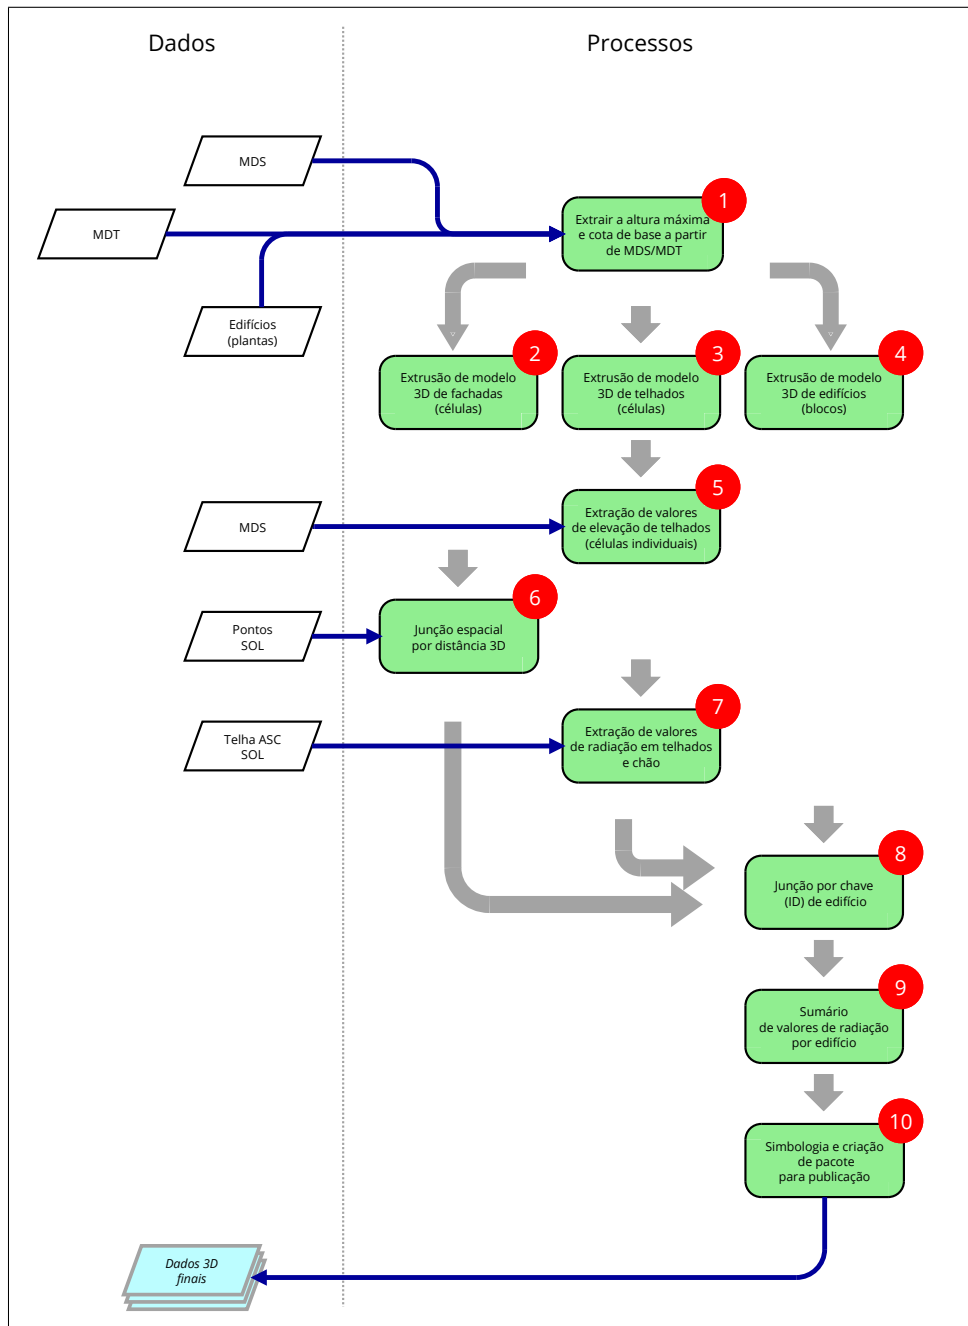 Dados
Processos
MDS
MDT
Edifícios
(plantas)
1
Extrair a altura máxima
e cota de base a partir
de MDS/MDT
2
Extrusão de modelo
3D de fachadas
(células)
3
Extrusão de modelo
3D de telhados
(células)
4
Extrusão de modelo
3D de edifícios
(blocos)
MDS
5
Extração de valores
de elevação de telhados
(células individuais)
Pontos
SOL
6
Junção espacial
por distância 3D
Telha ASC
SOL
7
Extração de valores
de radiação em telhados
e chão
8
Junção por chave
(ID) de edifício
9
Sumário
de valores de radiação
por edifício
10
Simbologia e criação
de pacote
para publicação
Dados 3D
finais